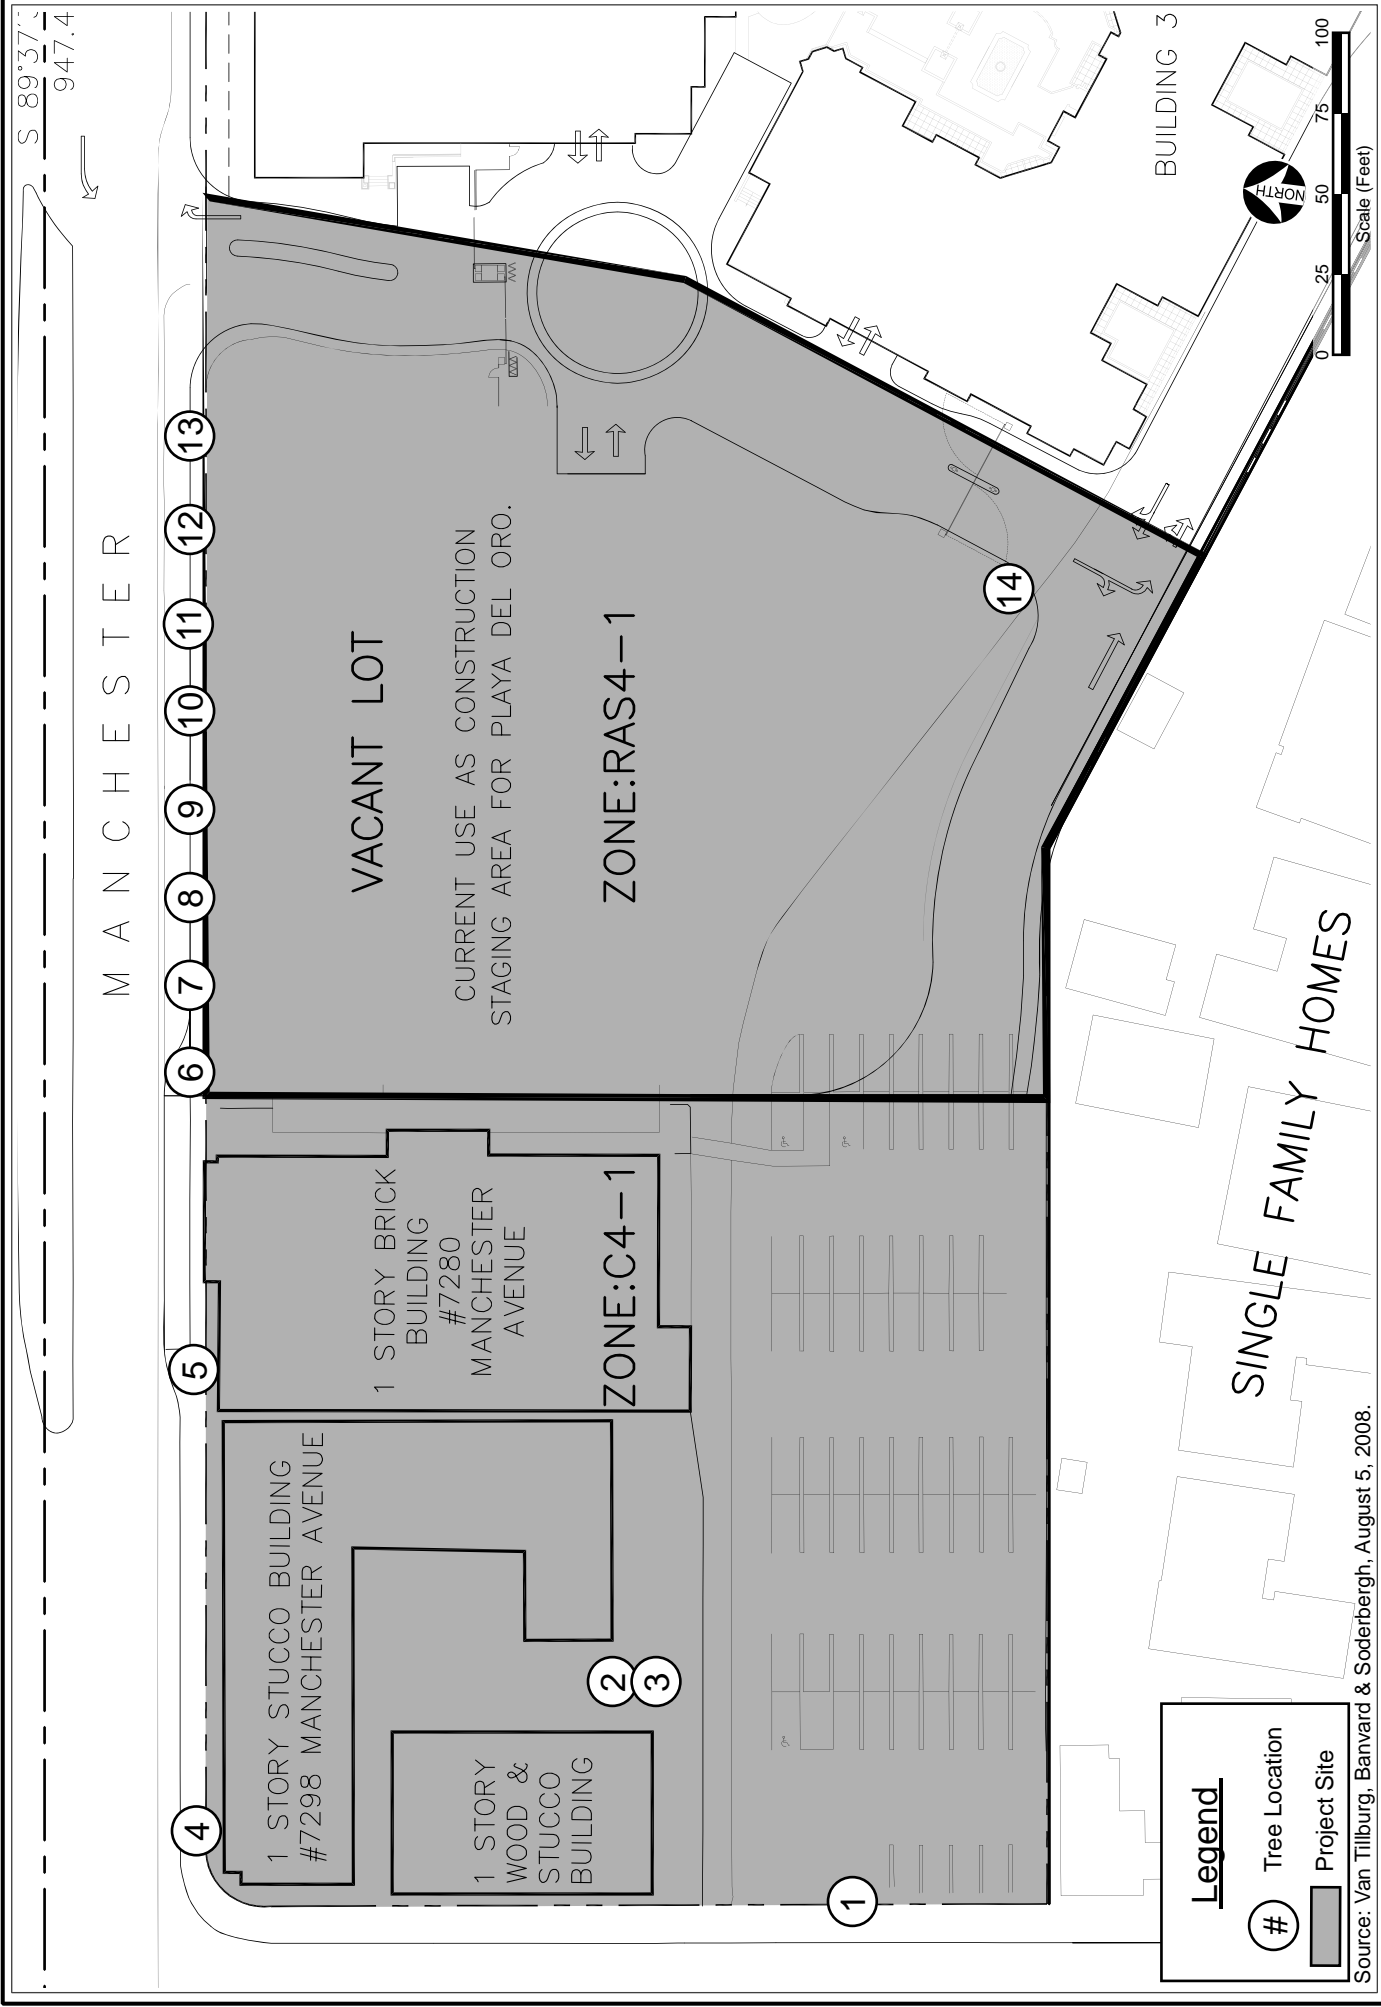 S 89°37'
947.4
MANCHESTER
4
5
6
7
8
9
10
11
12
13
VACANT LOT
CURRENT USE AS CONSTRUCTION
STAGING AREA FOR PLAYA DEL ORO.
ZONE:RAS4-1
14
1 STORY STUCCO BUILDING
#7298 MANCHESTER AVENUE
1 STORY BRICK
BUILDING
#7280
MANCHESTER
AVENUE
ZONE:C4-1
1 STORY
WOOD &
STUCCO
BUILDING
2
3
1
BUILDING 3
SINGLE FAMILY HOMES
NORTH
0 25 50 75 100
Scale (Feet)
Legend
# Tree Location
Project Site
Source: Van Tillburg, Banvard & Soderbergh, August 5, 2008.